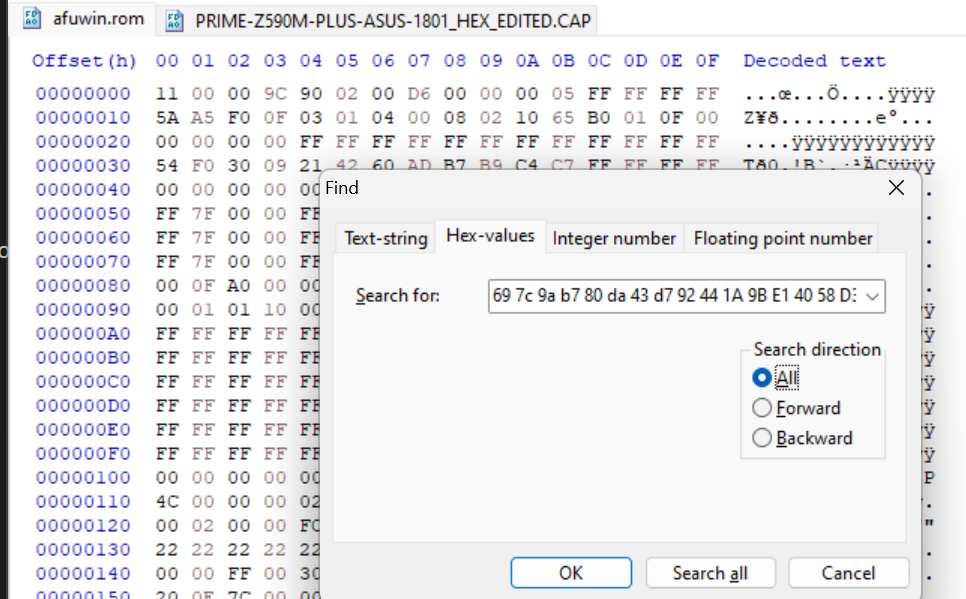 afuwin.rom PRIME-Z590M-PLUS-ASUS-1801_HEX_EDITED.CAP
Offset(h) 00 01 02 03 04 05 06 07 08 09 0A 0B 0C 0D 0E 0F Decoded text
00000000 11 00 00 9C 90 02 00 D6 00 00 00 05 FF FF FF FF ...œ...Ö....ÿÿÿÿ
00000010 5A A5 F0 0F 03 01 04 00 08 02 10 65 B0 01 0F 00 Z¥ð........e°...
00000020 00 00 00 00 FF FF FF FF FF FF FF FF FF FF FF FF ....ÿÿÿÿÿÿÿÿÿÿÿÿ
00000030 54 F0 30 09 21 42 60 AD B7 B9 C4 C7 FF FF FF FF Tð0.!B`.·¹ÄÇÿÿÿÿ
00000040 00 00 00 00 00 .
00000050 FF 7F 00 00 FF .
00000060 FF 7F 00 00 FF .
00000070 FF 7F 00 00 FF .
00000080 00 0F A0 00 00 .
00000090 00 01 01 10 00 ÿ
000000A0 FF FF FF FF FF ÿ
000000B0 FF FF FF FF FF ÿ
000000C0 FF FF FF FF FF ÿ
000000D0 FF FF FF FF FF ÿ
000000E0 FF FF FF FF FF ÿ
000000F0 FF FF FF FF FF ÿ
00000100 00 00 00 00 00 P
00000110 4C 00 00 00 02 .
00000120 00 02 00 00 FC "
00000130 22 22 22 22 22 .
00000140 00 00 FF 00 30 .
00000150 20 0F 7C 00 00
Find
Text-string Hex-values Integer number Floating point number
Search for: 69 7c 9a b7 80 da 43 d7 92 44 1A 9B E1 40 58 D3
Search direction
All
Forward
Backward
OK Search all Cancel